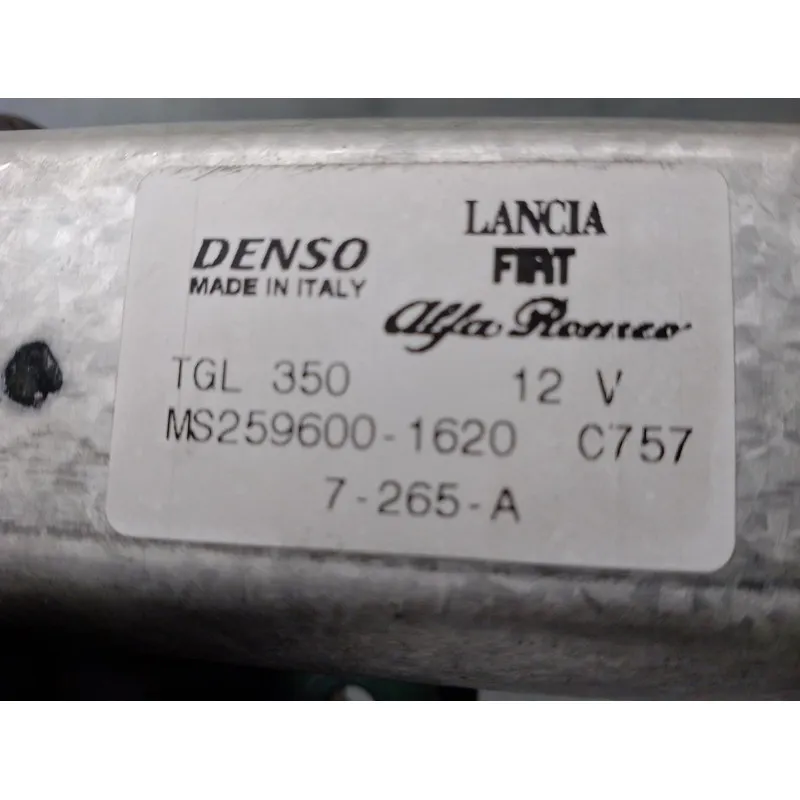 DENSO
MADE IN ITALY
LANCIA
FIAT
Alfa Romeo
TGL 350 12 V
MS259600-1620 C757
7-265-A